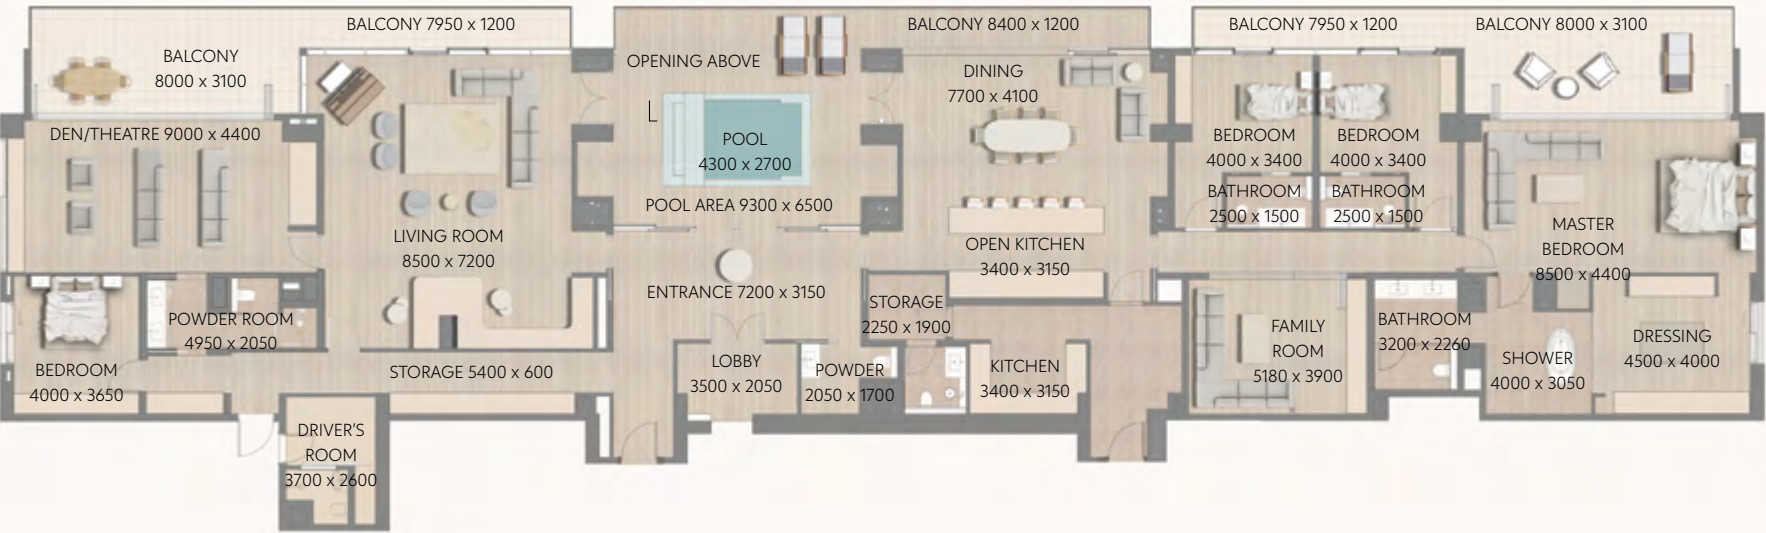 BALCONY 7950 x 1200
BALCONY 8400 x 1200
BALCONY 7950 x 1200
BALCONY 8000 x 3100
BALCONY
8000 x 3100
OPENING ABOVE
DINING
7700 x 4100
DEN/THEATRE 9000 x 4400
POOL
4300 x 2700
BEDROOM
4000 x 3400
BEDROOM
4000 x 3400
BATHROOM
2500 x 1500
BATHROOM
2500 x 1500
POOL AREA 9300 x 6500
LIVING ROOM
8500 x 7200
OPEN KITCHEN
3400 x 3150
MASTER
BEDROOM
8500 x 4400
ENTRANCE 7200 x 3150
STORAGE
2250 x 1900
POWDER ROOM
4950 x 2050
FAMILY
ROOM
5180 x 3900
BATHROOM
3200 x 2260
DRESSING
4500 x 4000
SHOWER
4000 x 3050
BEDROOM
4000 x 3650
STORAGE 5400 x 600
LOBBY
3500 x 2050
POWDER
2050 x 1700
KITCHEN
3400 x 3150
DRIVER'S
ROOM
3700 x 2600